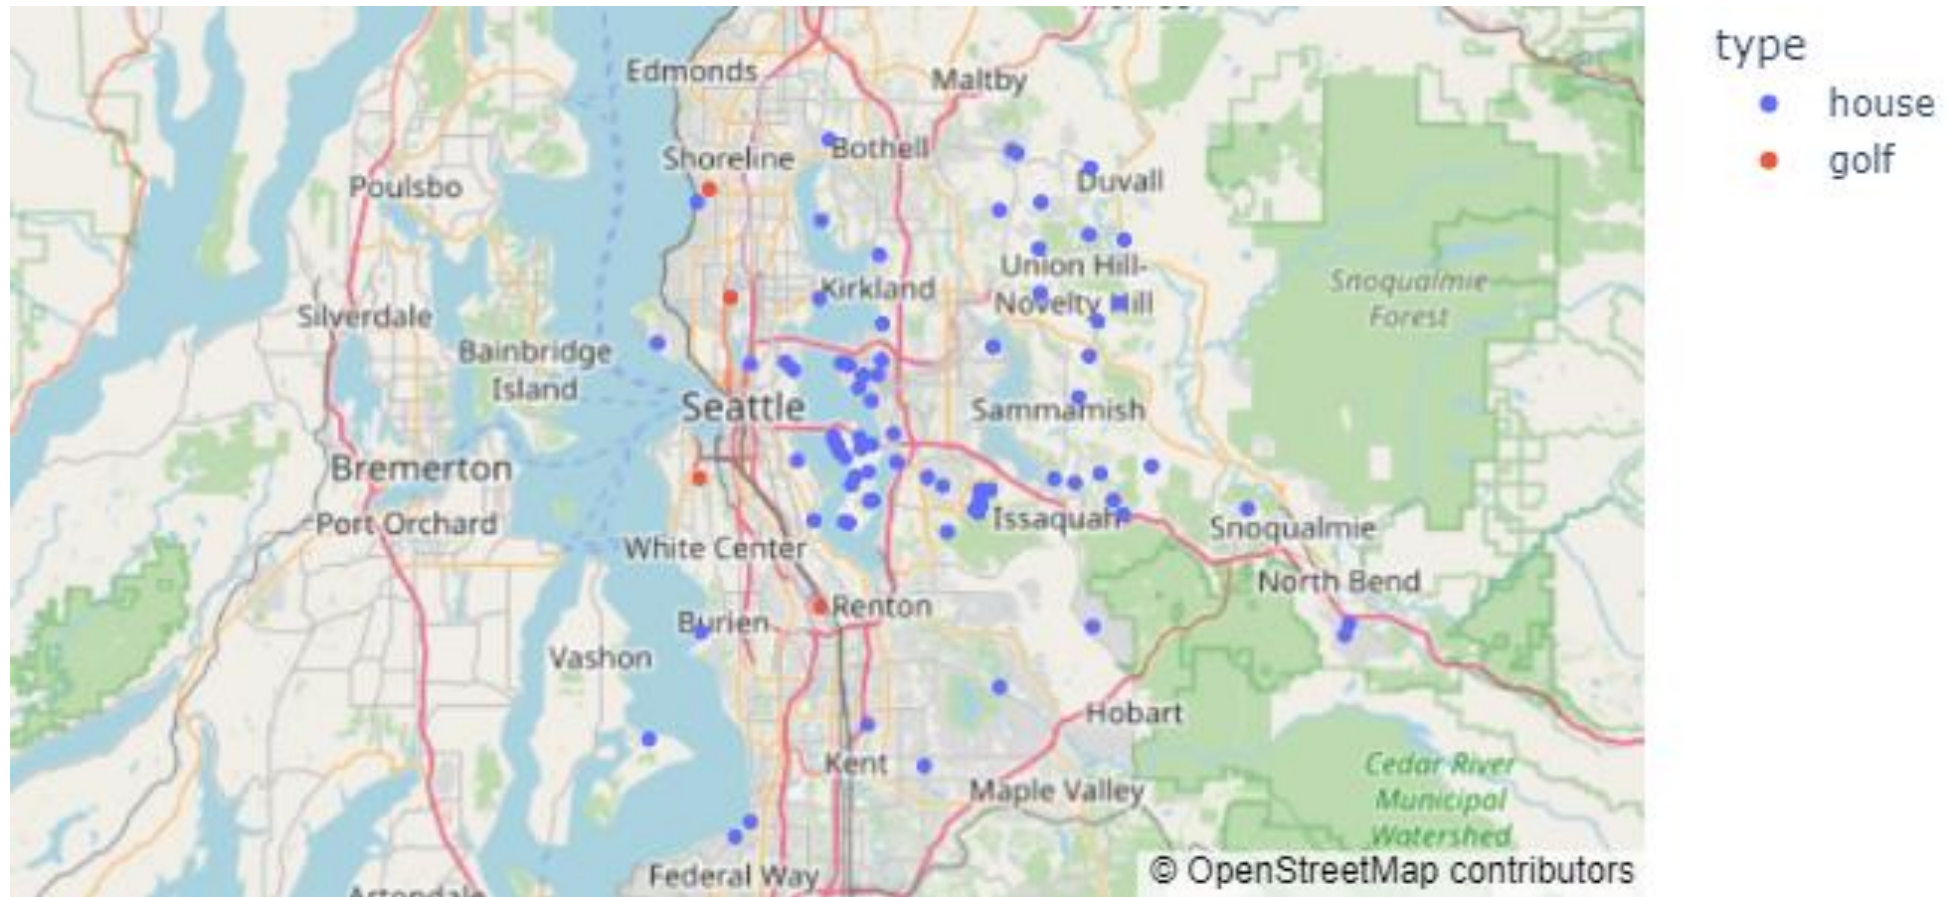 Edmonds
Maltby
Shoreline
Bothell
Poulsbo
Duvall
Union Hill-
Novelty Hill
Kirkland
Silverdale
Snoqualmie
Forest
Bainbridge
Island
Seattle
Sammamish
Bremerton
Port Orchard
Issaquah
Snoqualmie
White Center
North Bend
Renton
Burien
Vashon
Hobart
Kent
Maple Valley
Cedar River
Municipal
Watershed
Federal Way
© OpenStreetMap contributors
type
house
golf